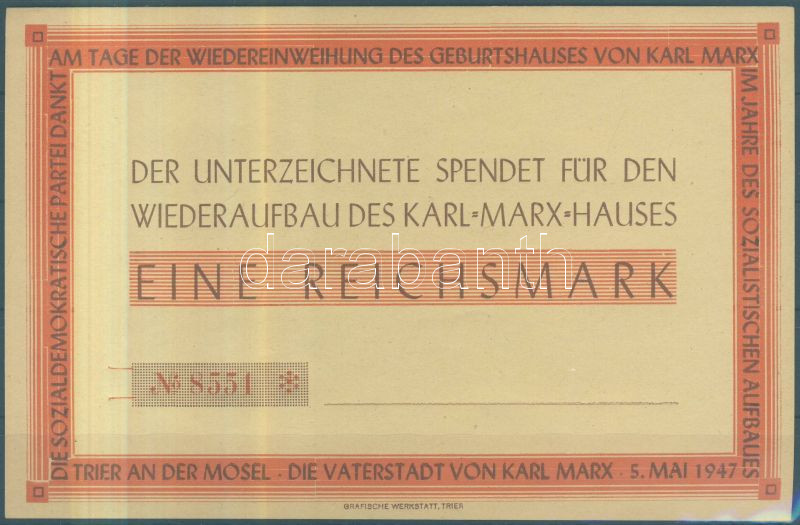 AM TAGE DER WIEDEREINWEIHUNG DES GEBURTSHAUSES VON KARL MARX
IM JAHRE DES SOZIALISTISCHEN AUFBAUES
DIE SOZIALDEMOKRATISCHE PARTEI DANKT
DER UNTERZEICHNETE SPENDET FÜR DEN
WIEDERAUFBAU DES KARL=MARX=HAUSES
darabanth
EINE REICHSMARK
№ 8551 *
TRIER AN DER MOSEL · DIE VATERSTADT VON KARL MARX · 5. MAI 1947
GRAFISCHE WERKSTATT, TRIER